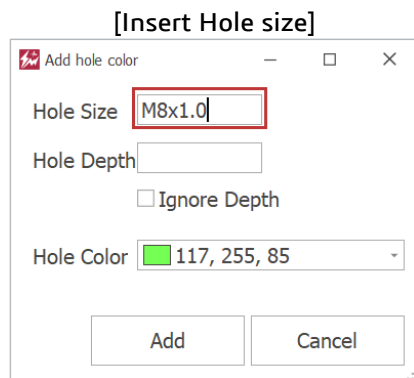 [Insert Hole size]
Add hole color
Hole Size M8x1.0
Hole Depth
Ignore Depth
Hole Color 117, 255, 85
Add Cancel